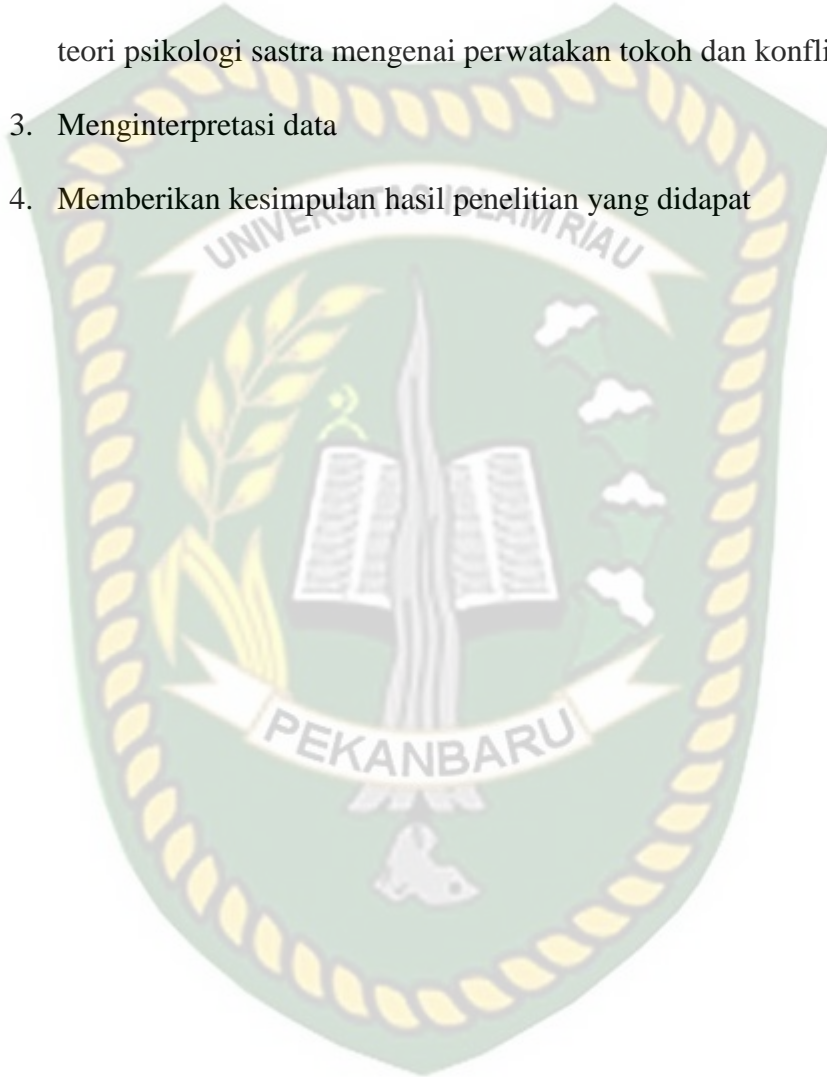 teori psikologi sastra mengenai perwatakan tokoh dan konfli
3. Menginterpretasi data
4. Memberikan kesimpulan hasil penelitian yang didapat
UNIVERSITAS ISLAM RIAU
PEKANBARU